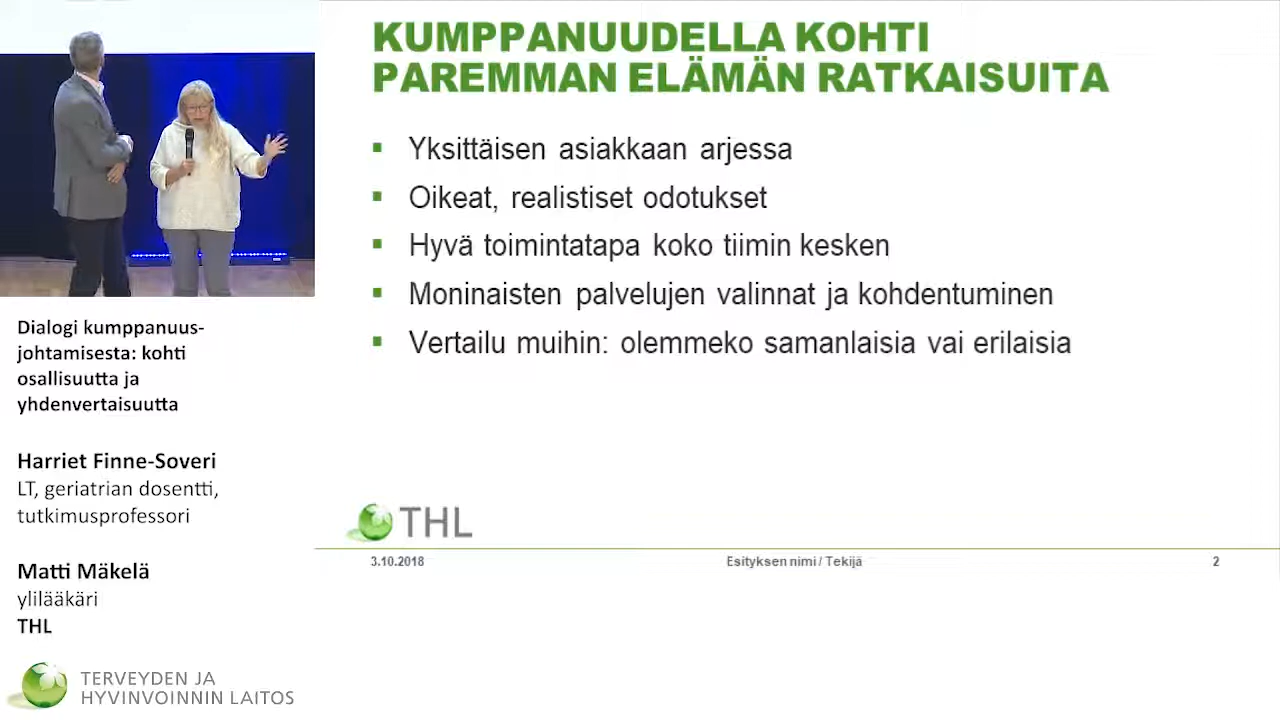 KUMPPANUUDELLA KOHTI
PAREMMAN ELÄMÄN RATKAISUITA
▪ Yksittäisen asiakkaan arjessa
▪ Oikeat, realistiset odotukset
▪ Hyvä toimintatapa koko tiimin kesken
▪ Moninaisten palvelujen valinnat ja kohdentuminen
▪ Vertailu muihin: olemmeko samanlaisia vai erilaisia
THL
3.10.2018
Esityksen nimi / Tekijä
2
Dialogi kumppanuus-
johtamisesta: kohti
osallisuutta ja
yhdenvertaisuutta
Harriet Finne-Soveri
LT, geriatrian dosentti,
tutkimusprofessori
Matti Mäkelä
ylilääkäri
THL
TERVEYDEN JA
HYVINVOINNIN LAITOS